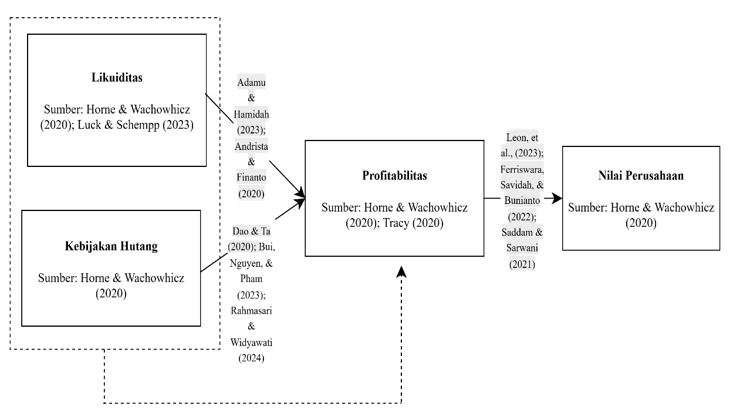 Likuiditas
Sumber: Horne & Wachowhicz
(2020); Luck & Schempp (2023)
Kebijakan Hutang
Sumber: Horne & Wachowhicz
(2020)
Adamu
&
Hamidah
(2023);
Andrista
&
Finanto
(2020)
Dao & Ta
(2020); Bui,
Nguyen, &
Pham
(2023);
Rahmasari
&
Widyawati
(2024)
Profitabilitas
Sumber: Horne & Wachowhicz
(2020); Tracy (2020)
Leon, et
al., (2023);
Ferriswara,
Savidah, &
Bunianto
(2022);
Saddam &
Sarwani
(2021)
Nilai Perusahaan
Sumber: Horne & Wachowhicz
(2020)